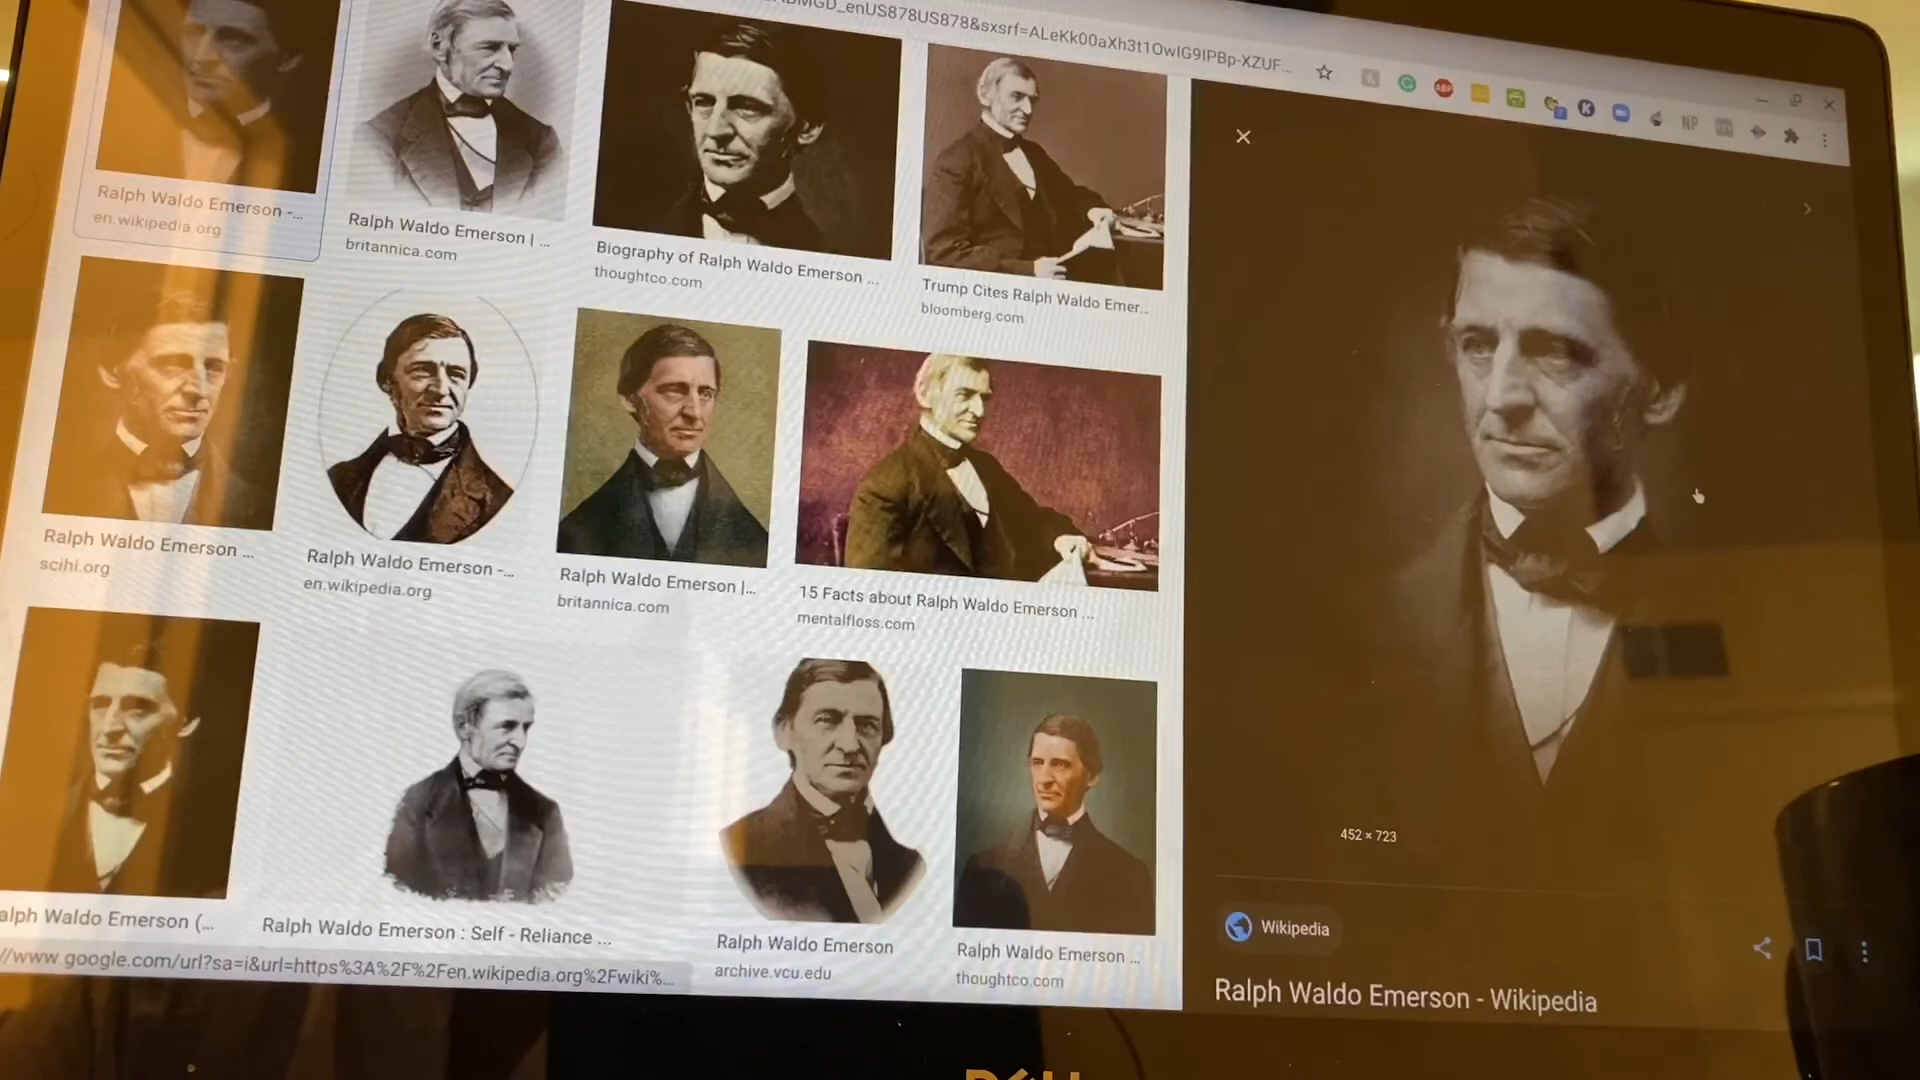 _enUS878US878&sxsrf=ALeKk00aXh3t1OwIG9IPBp-XZUF...
ABP
NP
Ralph Waldo Emerson -...
en.wikipedia.org
Ralph Waldo Emerson | ...
britannica.com
Biography of Ralph Waldo Emerson ...
thoughtco.com
Trump Cites Ralph Waldo Emer...
bloomberg.com
Ralph Waldo Emerson ...
scihi.org
Ralph Waldo Emerson -...
en.wikipedia.org
Ralph Waldo Emerson |...
britannica.com
15 Facts about Ralph Waldo Emerson ...
mentalfloss.com
alph Waldo Emerson (...
Ralph Waldo Emerson : Self - Reliance ...
Ralph Waldo Emerson
archive.vcu.edu
Ralph Waldo Emerson ...
thoughtco.com
//www.google.com/url?sa=i&url=https%3A%2F%2Fen.wikipedia.org%2Fwiki%...
452 × 723
Wikipedia
Ralph Waldo Emerson - Wikipedia